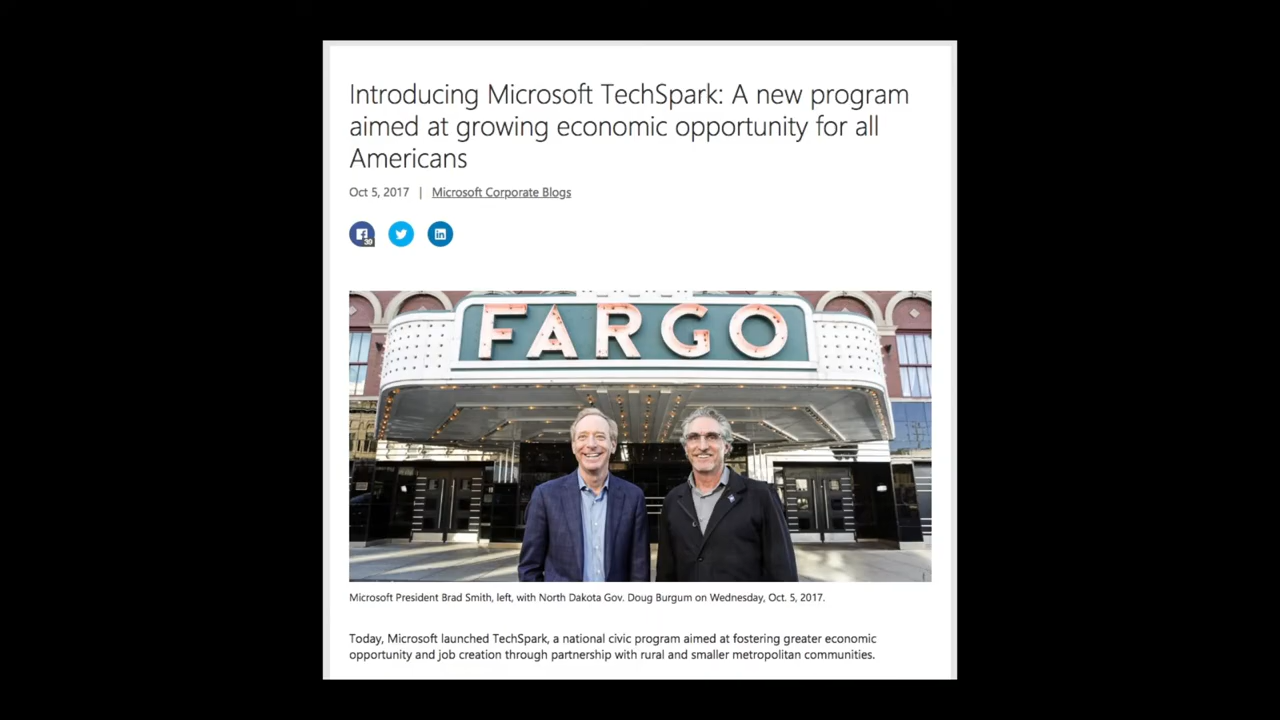 Introducing Microsoft TechSpark: A new program
aimed at growing economic opportunity for all
Americans
Oct 5, 2017 | Microsoft Corporate Blogs
39
FARGO
Microsoft President Brad Smith, left, with North Dakota Gov. Doug Burgum on Wednesday, Oct. 5, 2017.
Today, Microsoft launched TechSpark, a national civic program aimed at fostering greater economic
opportunity and job creation through partnership with rural and smaller metropolitan communities.